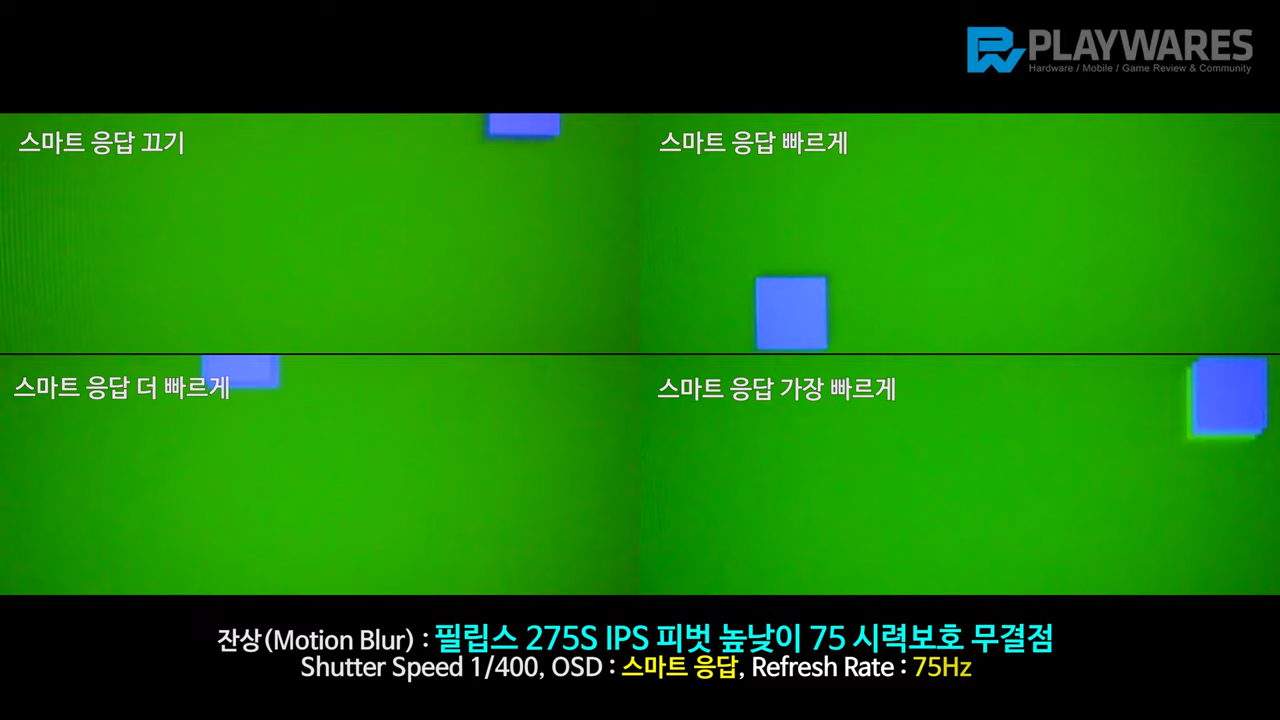 PLAYWARES
Hardware / Mobile / Game Review & Community
스마트 응답 끄기
스마트 응답 빠르게
스마트 응답 더 빠르게
스마트 응답 가장 빠르게
잔상(Motion Blur) : 필립스 275S IPS 피벗 높낮이 75 시력보호 무결점
Shutter Speed 1/400, OSD : 스마트 응답, Refresh Rate : 75Hz